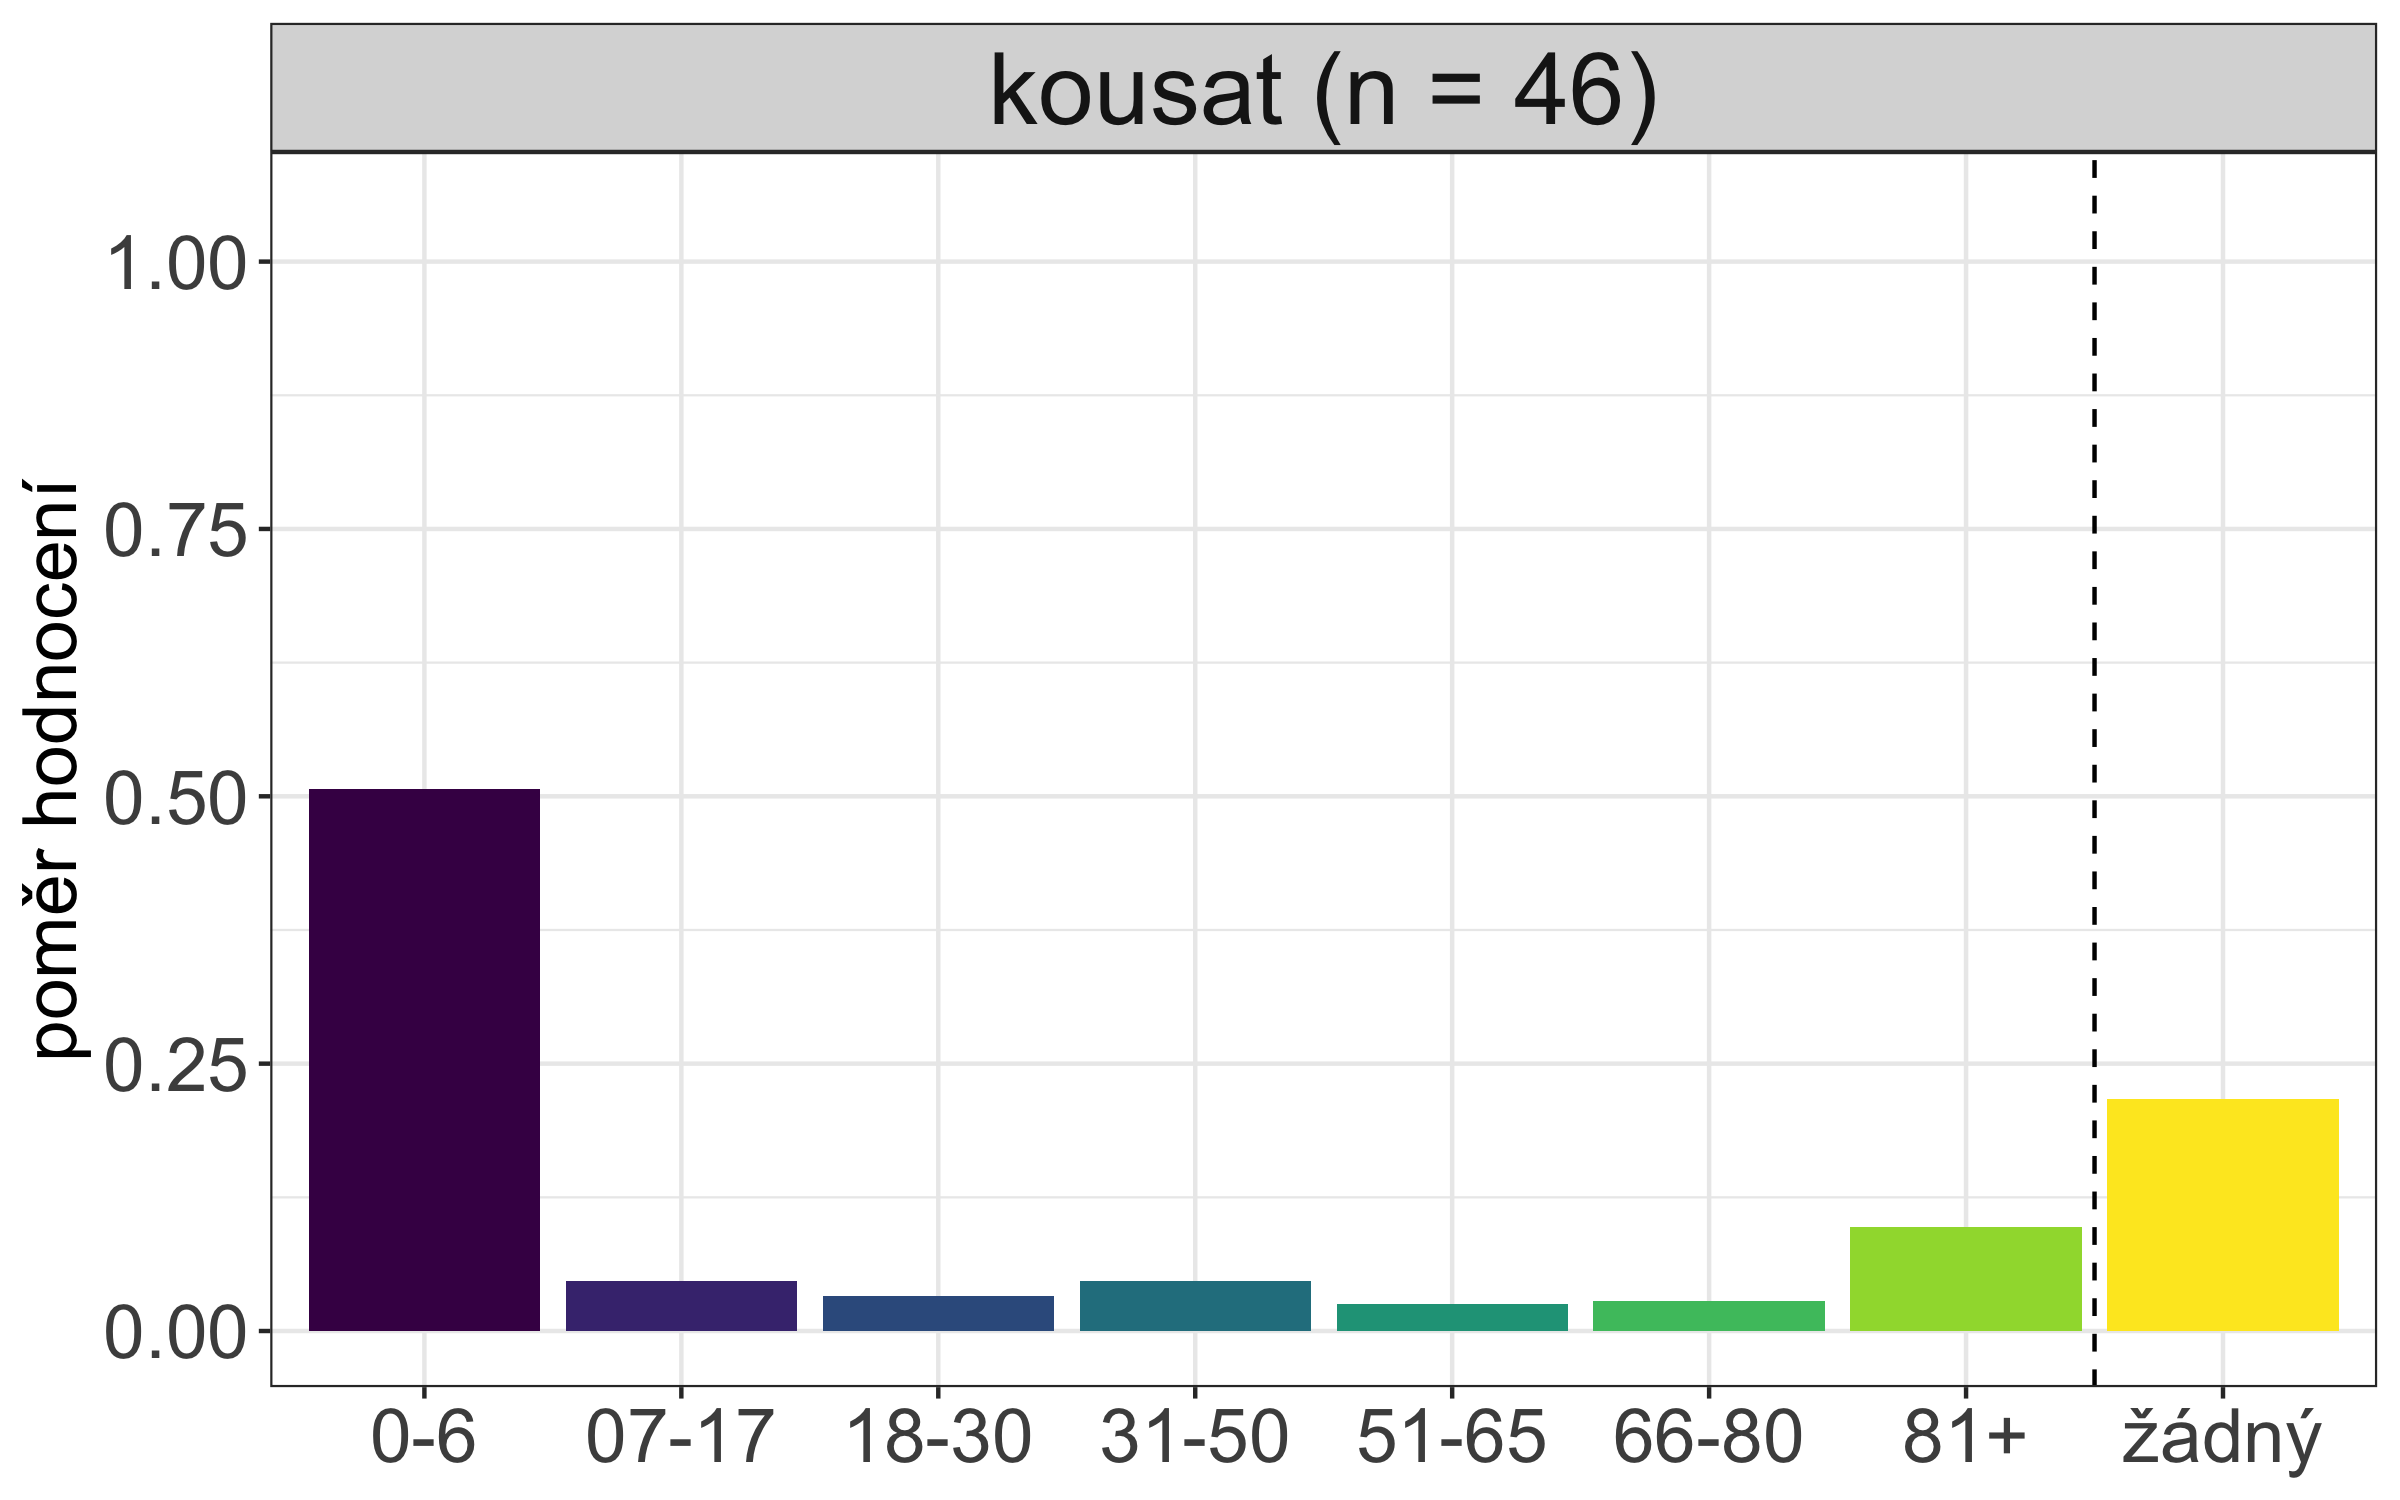 kousat (n = 46)
poměr hodnocení
1.00
0.75
0.50
0.25
0.00
0-6 07-17 18-30 31-50 51-65 66-80 81+ žádný